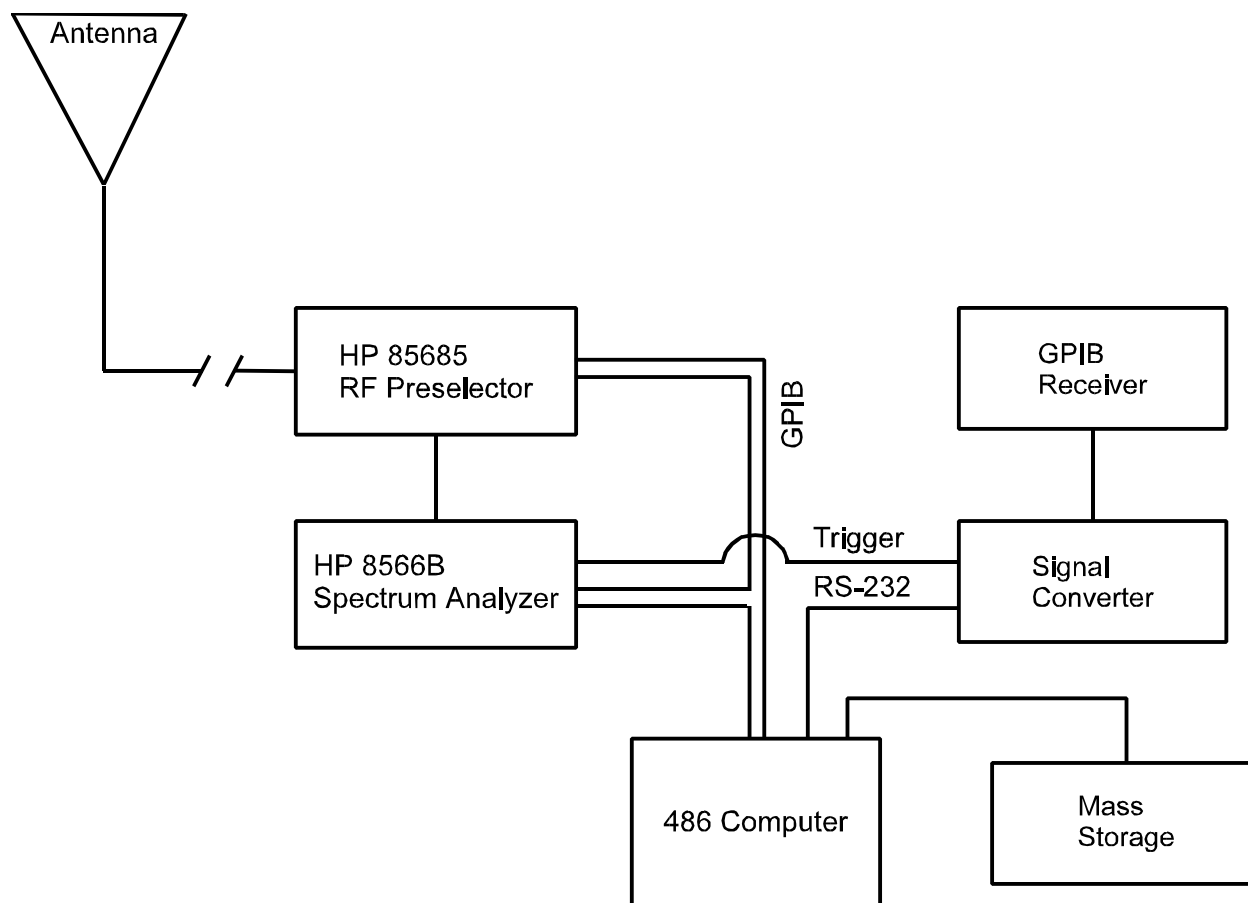 Antenna
HP 85685
RF Preselector
GPIB
Receiver
GPIB
Trigger
HP 8566B
Spectrum Analyzer
RS-232
Signal
Converter
486 Computer
Mass
Storage